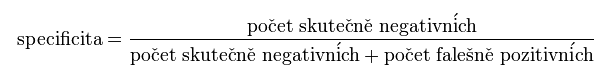 specificita = počet skutečně negativních
počet skutečně negativních + počet falešně pozitivních